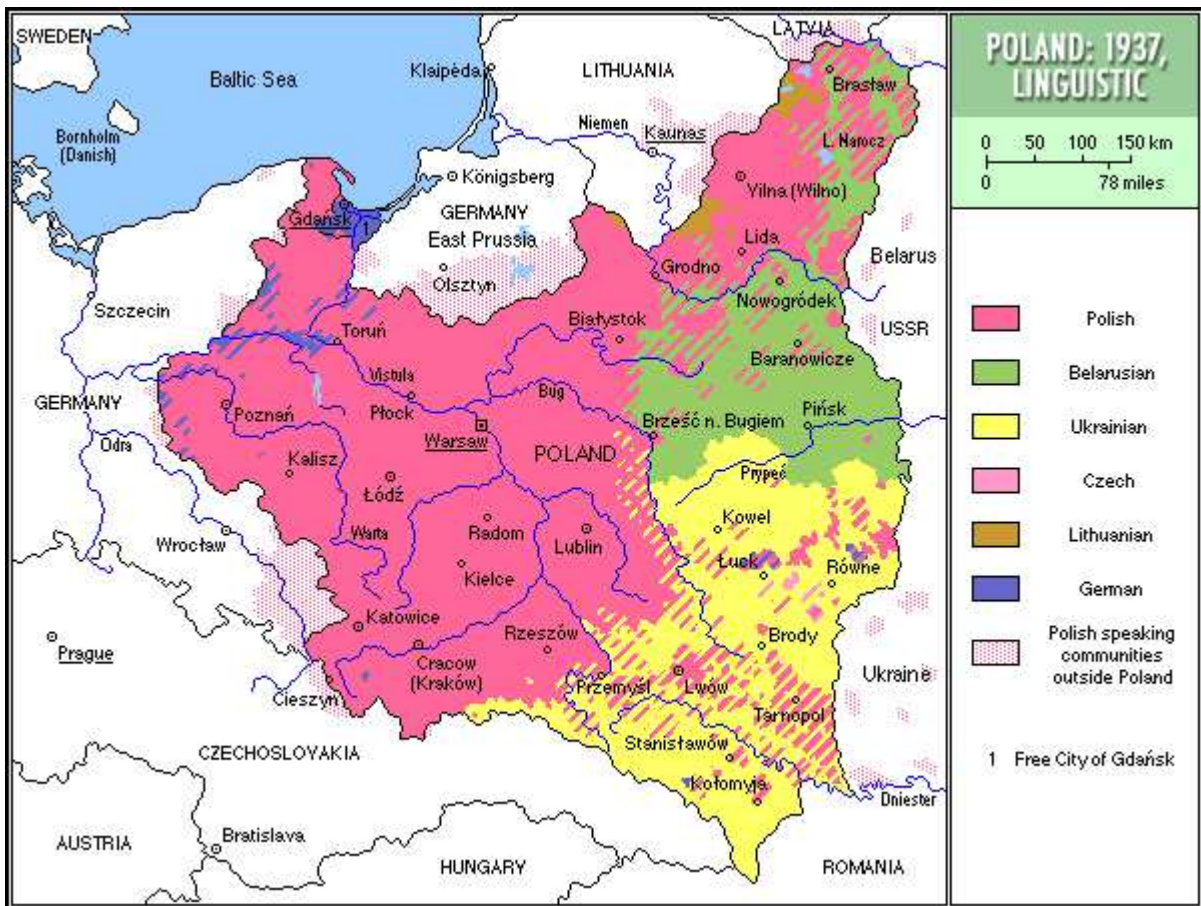 SWEDEN
LATVIA
Baltic Sea
Klaipėda
LITHUANIA
Brasław
Bornholm
(Danish)
Niemen
Kaunas
L. Narocz
Königsberg
Vilna (Wilno)
Gdańsk
1
GERMANY
East Prussia
Lida
Belarus
Olsztyn
Grodno
Nowogródek
Szczecin
Białystok
USSR
Toruń
Baranowicze
Vistula
Bug
GERMANY
Poznań
Płock
Pińsk
Brześć n. Bugiem
Warsaw
POLAND
Odra
Kalisz
Łódź
Prypeć
Kowel
Wrocław
Warta
Radom
Lublin
Łuck
Równe
Kielce
Katowice
Prague
Rzeszów
Brody
Cracow
(Kraków)
Przemyśl
Lwów
Ukraine
Cieszyn
Tarnopol
CZECHOSLOVAKIA
Stanisławów
Kołomyja
Dniester
AUSTRIA
Bratislava
HUNGARY
ROMANIA
POLAND: 1937,
LINGUISTIC
0 50 100 150 km
0 78 miles
Polish
Belarusian
Ukrainian
Czech
Lithuanian
German
Polish speaking
communities
outside Poland
1 Free City of Gdańsk